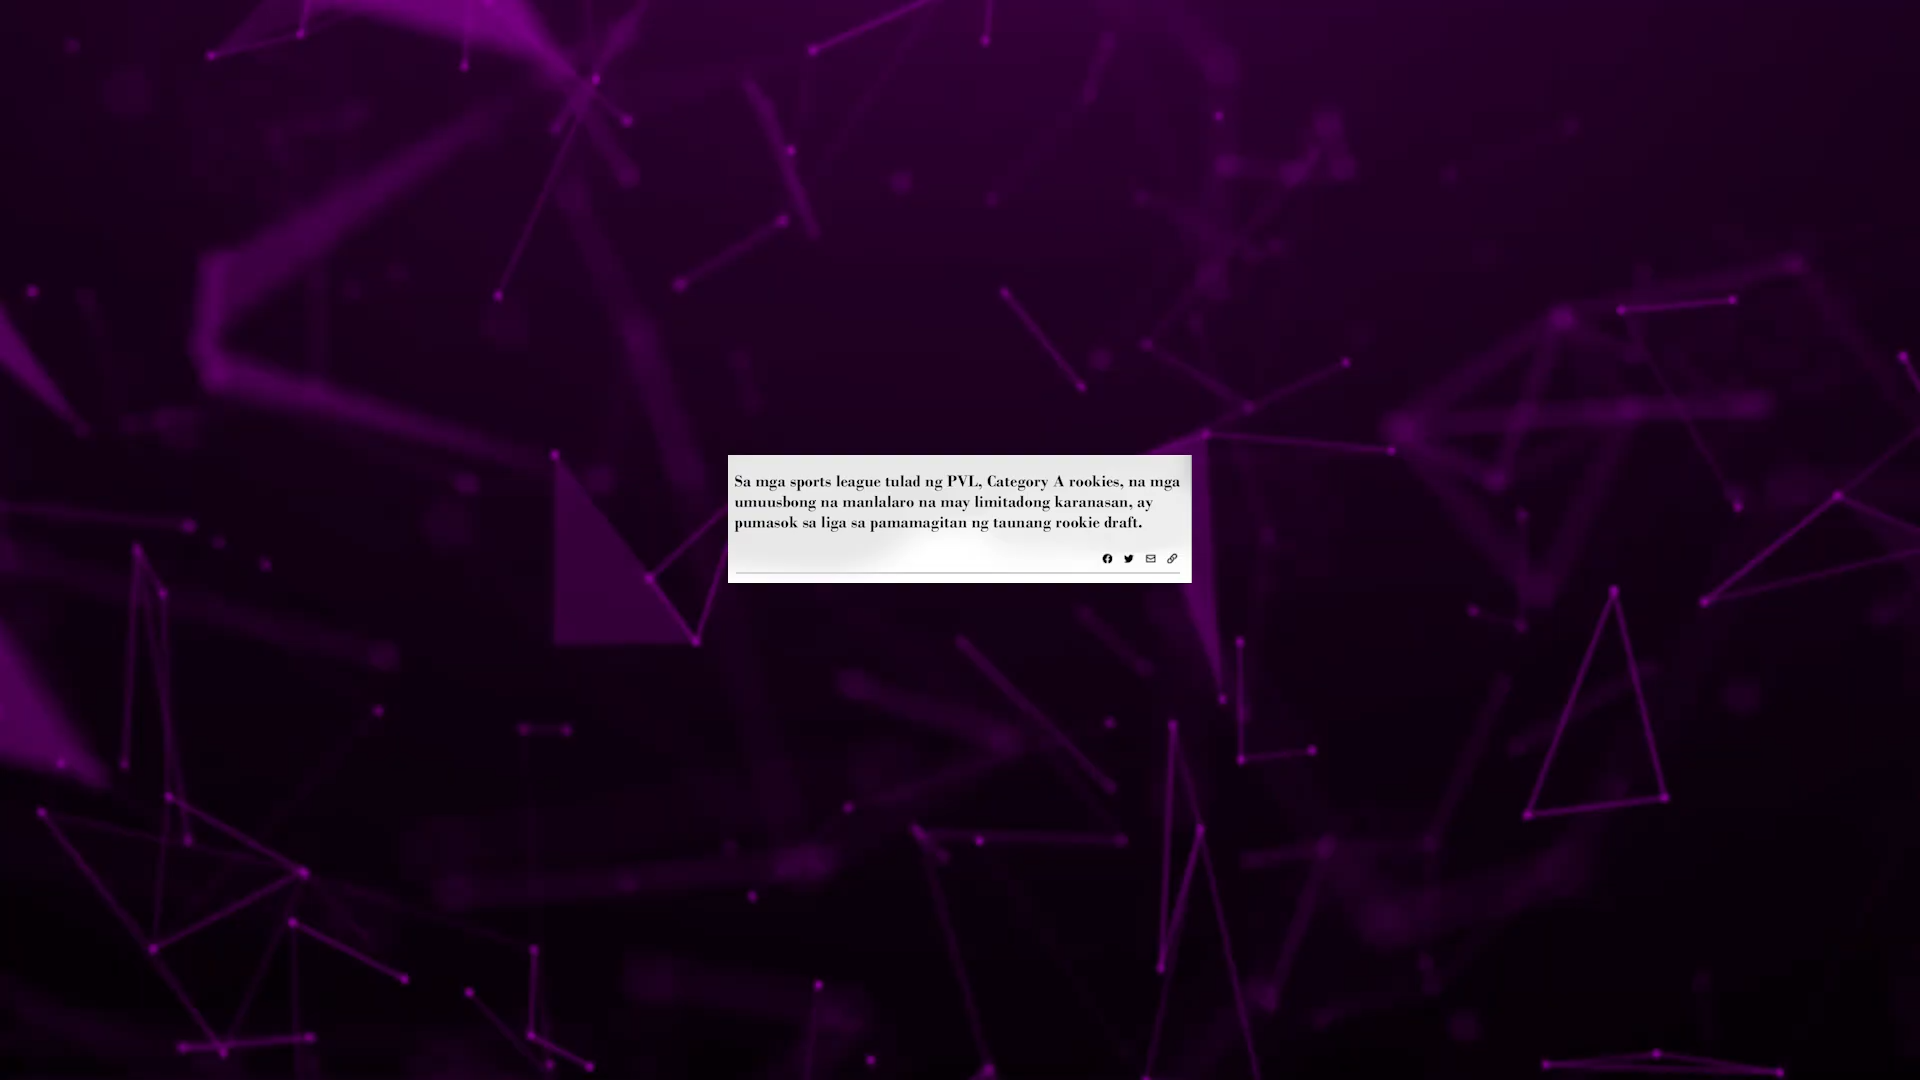 Sa mga sports league tulad ng PVL, Category A rookies, na mga
umuusbong na manlalaro na may limitadong karanasan, ay
pumasok sa liga sa pamamagitan ng taunang rookie draft.